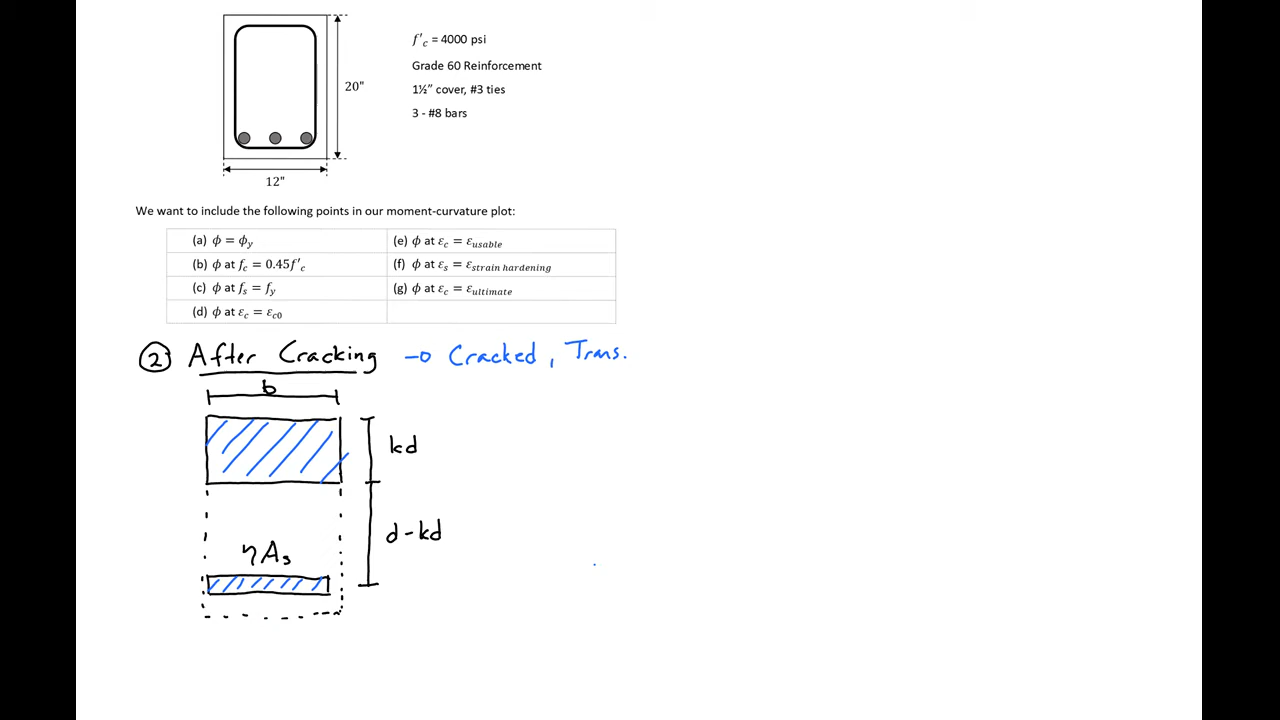 f'c = 4000 psi
Grade 60 Reinforcement
20"
1½” cover, #3 ties
3 - #8 bars
12"
We want to include the following points in our moment-curvature plot:
(a) ϕ = ϕy
(e) ϕ at εc = εusable
(b) ϕ at fc = 0.45f'c
(f) ϕ at εs = εstrain hardening
(c) ϕ at fs = fy
(g) ϕ at εc = εultimate
(d) ϕ at εc = εc0
② After Cracking → Cracked, Trans.
b
kd
d - kd
ηAs